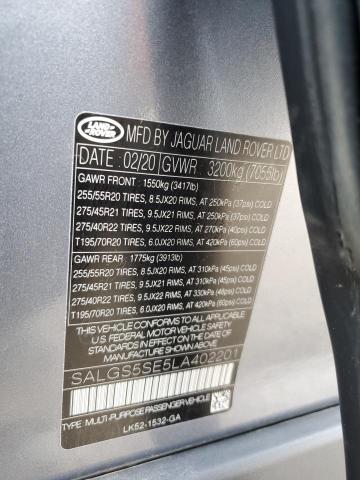 LAND ROVER
MFD BY JAGUAR LAND ROVER LTD
DATE : 02/20 GVWR 3200kg (7055lb)
GAWR FRONT : 1550kg (3417lb)
255/55R20 TIRES, 8.5JX20 RIMS, AT 250kPa (37psi) COLD
275/45R21 TIRES, 9.5JX21 RIMS, AT 250kPa (37psi) COLD
275/40R22 TIRES, 9.5JX22 RIMS, AT 270kPa (40psi) COLD
T195/70R20 TIRES, 6.0JX20 RIMS, AT 420kPa (60psi) COLD
GAWR REAR : 1775kg (3913lb)
255/55R20 TIRES, 8.5JX20 RIMS, AT 310kPa (45psi) COLD
275/45R21 TIRES, 9.5JX21 RIMS, AT 310kPa (45psi) COLD
275/40R22 TIRES, 9.5JX22 RIMS, AT 330kPa (48psi) COLD
T195/70R20 TIRES, 6.0JX20 RIMS, AT 420kPa (60psi) COLD
THIS VEHICLE CONFORMS TO ALL APPLICABLE
U.S. FEDERAL MOTOR VEHICLE SAFETY STANDARDS
IN EFFECT ON THE DATE OF MANUFACTURE SHOWN ABOVE
SALGS5SE5LA402201
TYPE: MULTI-PURPOSE PASSENGER VEHICLE
LK52-1532-GA